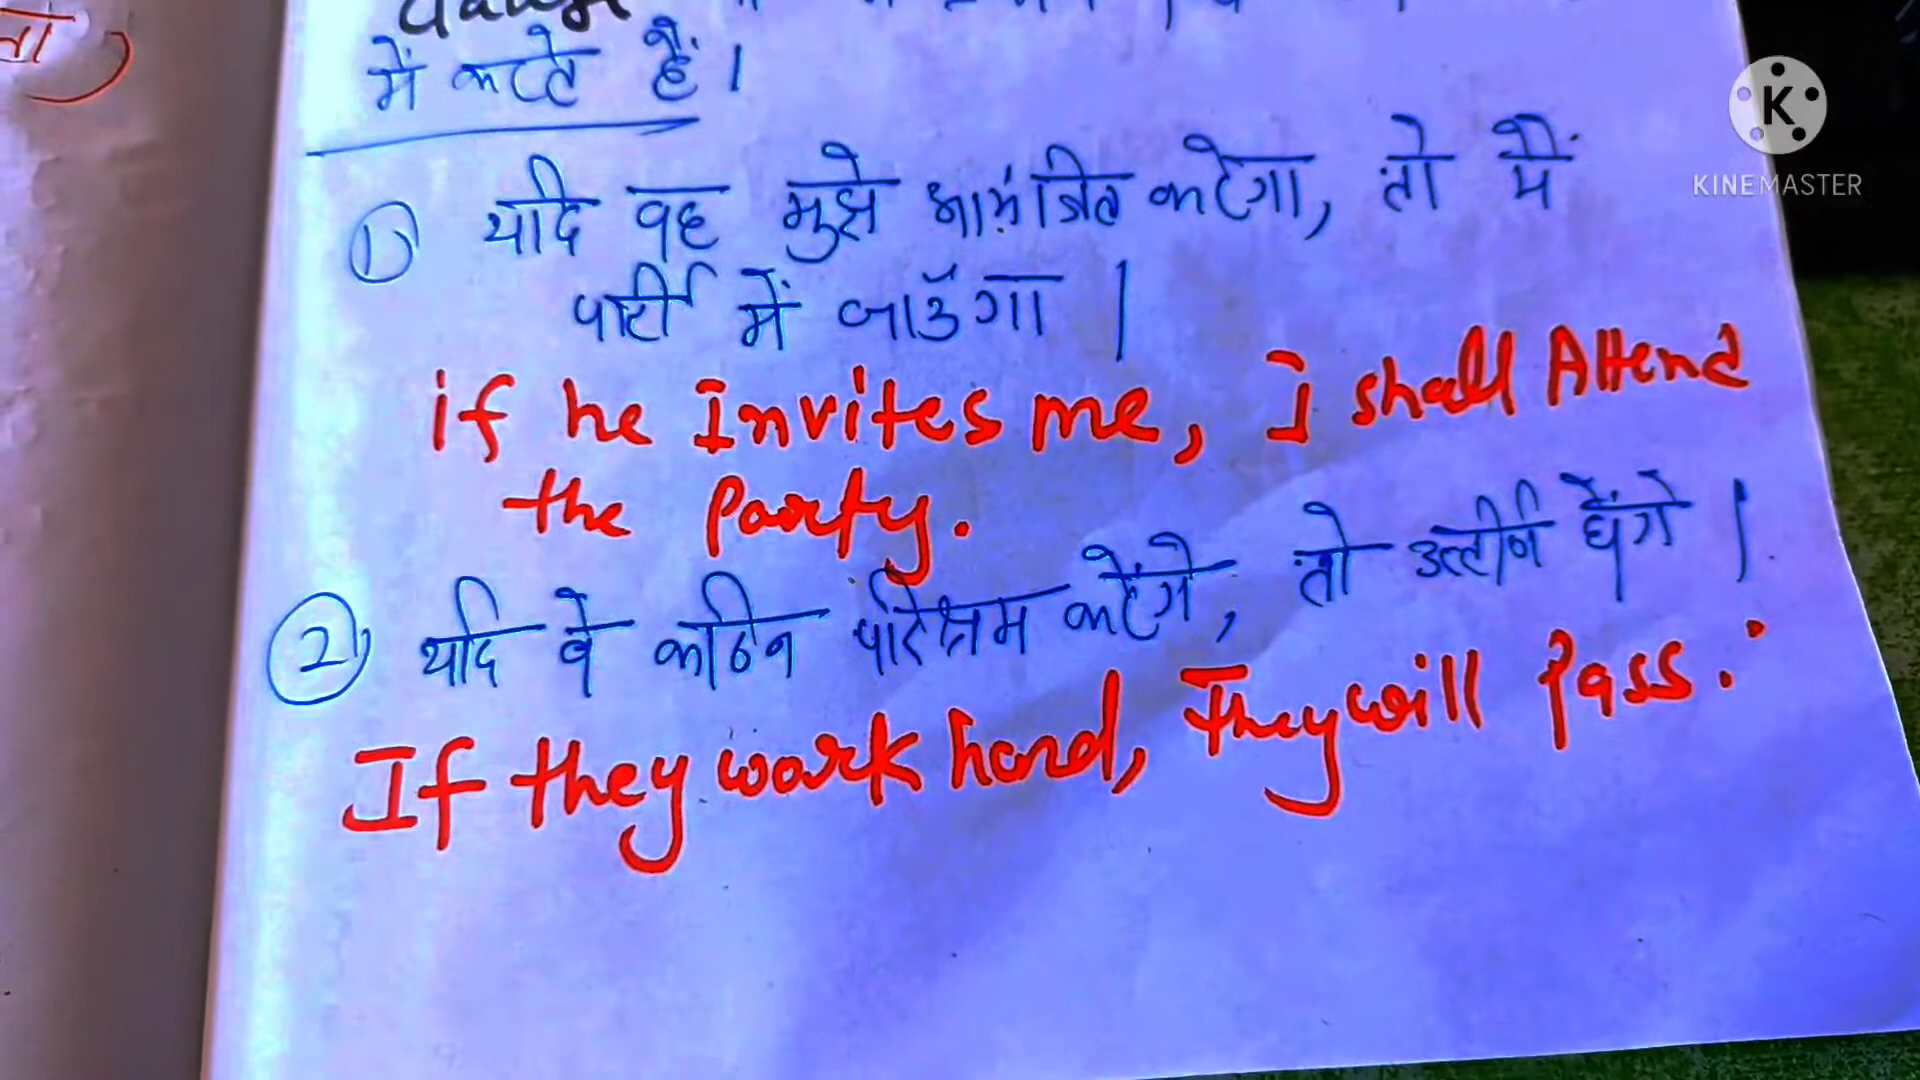 Clause
में करते हैं।
① यदि वह मुझे आमंत्रित करेगा, तो मैं
पार्टी में जाऊँगा |
if he Invites me, I shall Attend
the Party.
② यदि वे कठिन परिश्रम करेंगे, तो उत्तीर्ण होंगे |
If they work hard, They will Pass.
K
KINEMASTER